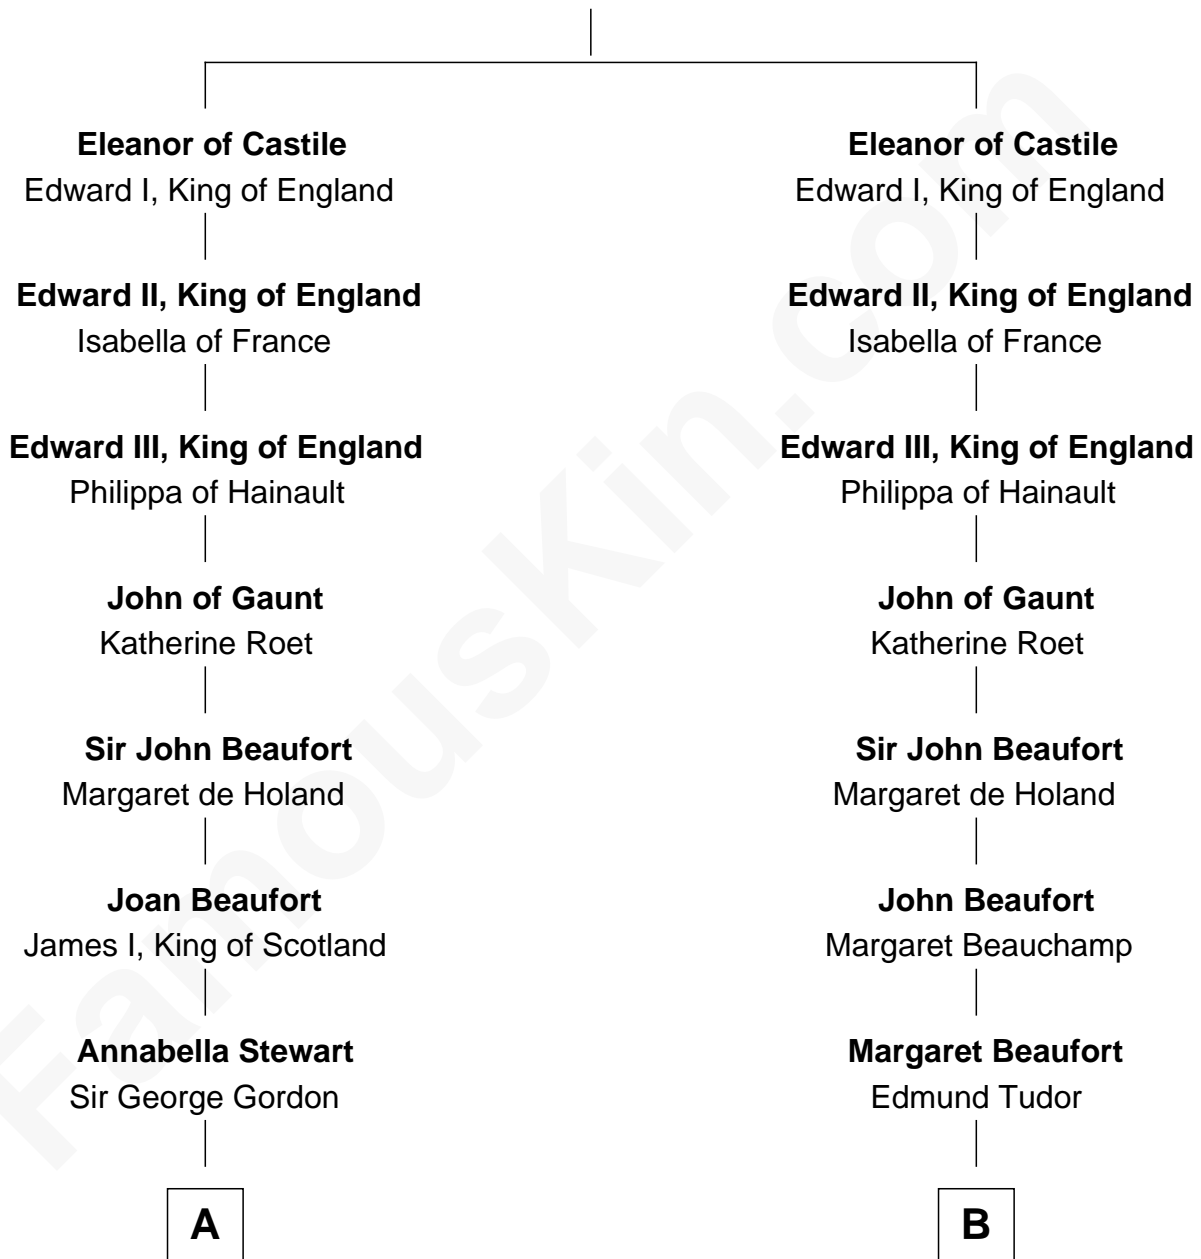 Eleanor of Castile
Edward I, King of England
Edward II, King of England
Isabella of France
Edward III, King of England
Philippa of Hainault
John of Gaunt
Katherine Roet
Sir John Beaufort
Margaret de Holand
Joan Beaufort
James I, King of Scotland
Annabella Stewart
Sir George Gordon
A
Eleanor of Castile
Edward I, King of England
Edward II, King of England
Isabella of France
Edward III, King of England
Philippa of Hainault
John of Gaunt
Katherine Roet
Sir John Beaufort
Margaret de Holand
John Beaufort
Margaret Beauchamp
Margaret Beaufort
Edmund Tudor
B
FamousKin.com